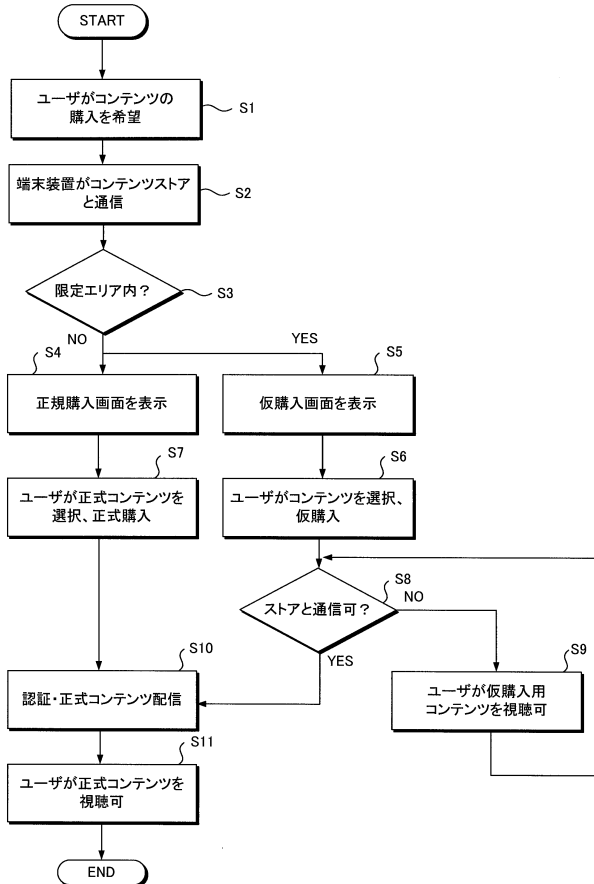 START
ユーザがコンテンツの
購入を希望
S1
端末装置がコンテンツストア
と通信
S2
限定エリア内？
S3
NO
YES
S4
正規購入画面を表示
S5
仮購入画面を表示
S7
ユーザが正式コンテンツを
選択、正式購入
S6
ユーザがコンテンツを選択、
仮購入
ストアと通信可？
S8
NO
YES
S10
認証・正式コンテンツ配信
S9
ユーザが仮購入用
コンテンツを視聴可
S11
ユーザが正式コンテンツを
視聴可
END